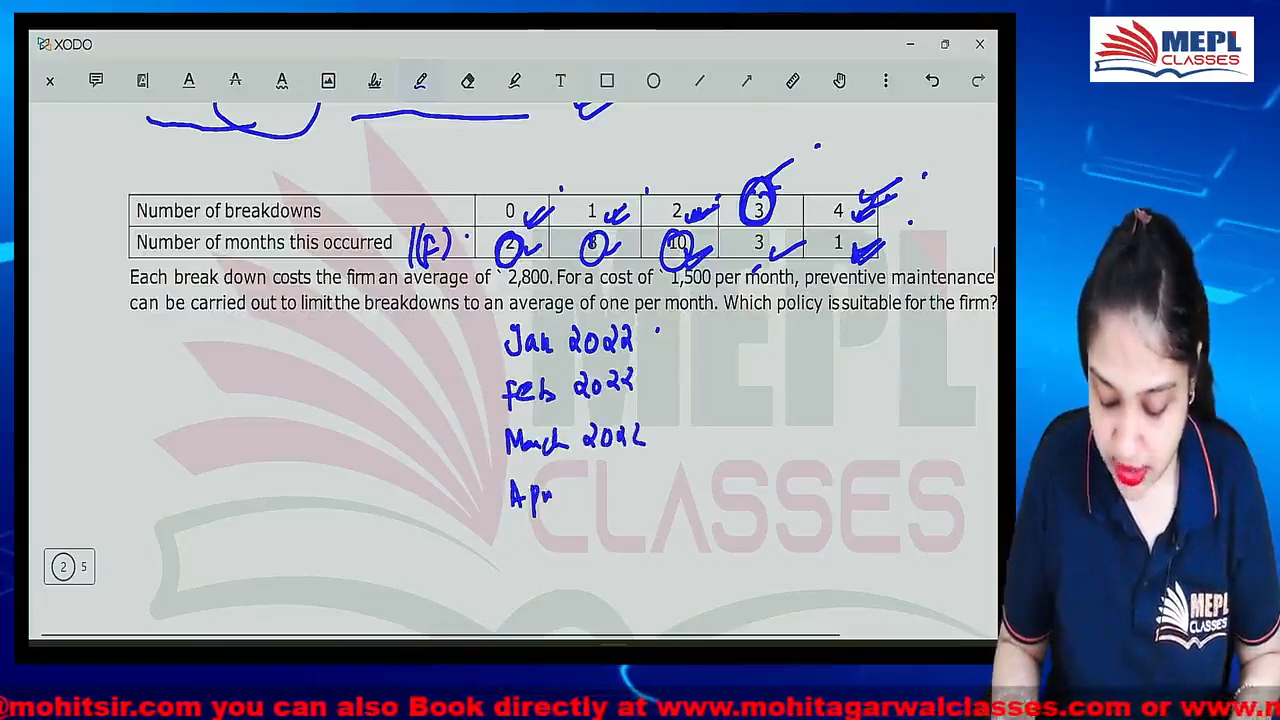 XODO
MEPL
CLASSES
Number of breakdowns 0 1 2 3 4
Number of months this occurred (f) 2 8 10 3 1
Each break down costs the firm an average of ` 2,800. For a cost of ` 1,500 per month, preventive maintenance
can be carried out to limit the breakdowns to an average of one per month. Which policy is suitable for the firm?
Jan 2022
Feb 2022
March 2022
Apr
MEPL
CLASSES
2 5
MEPL
CLASSES
@mohitsir.com you can also Book directly at www.mohitagarwalclasses.com or www.